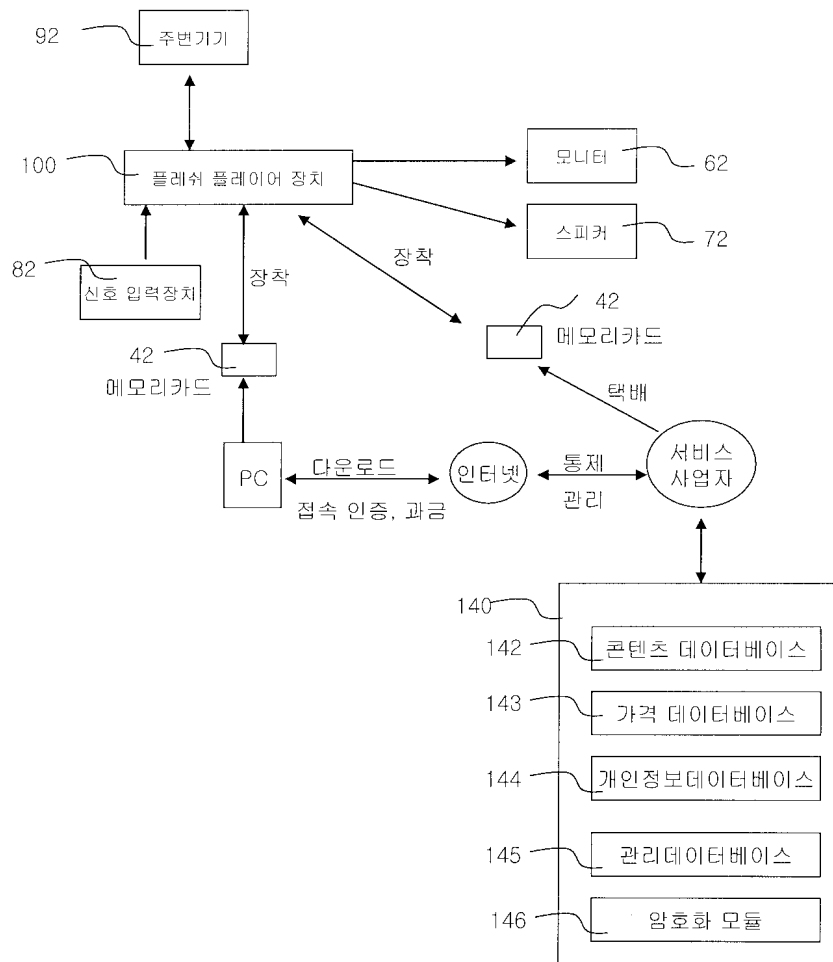 92
주변기기
100
플레쉬 플레이어 장치
모니터
62
스피커
72
82
신호 입력장치
장착
장착
42
메모리카드
42
메모리카드
택배
PC
다운로드
접속 인증, 과금
인터넷
통제
관리
서비스
사업자
140
142
콘텐츠 데이터베이스
143
가격 데이터베이스
144
개인정보데이터베이스
145
관리데이터베이스
146
암호화 모듈